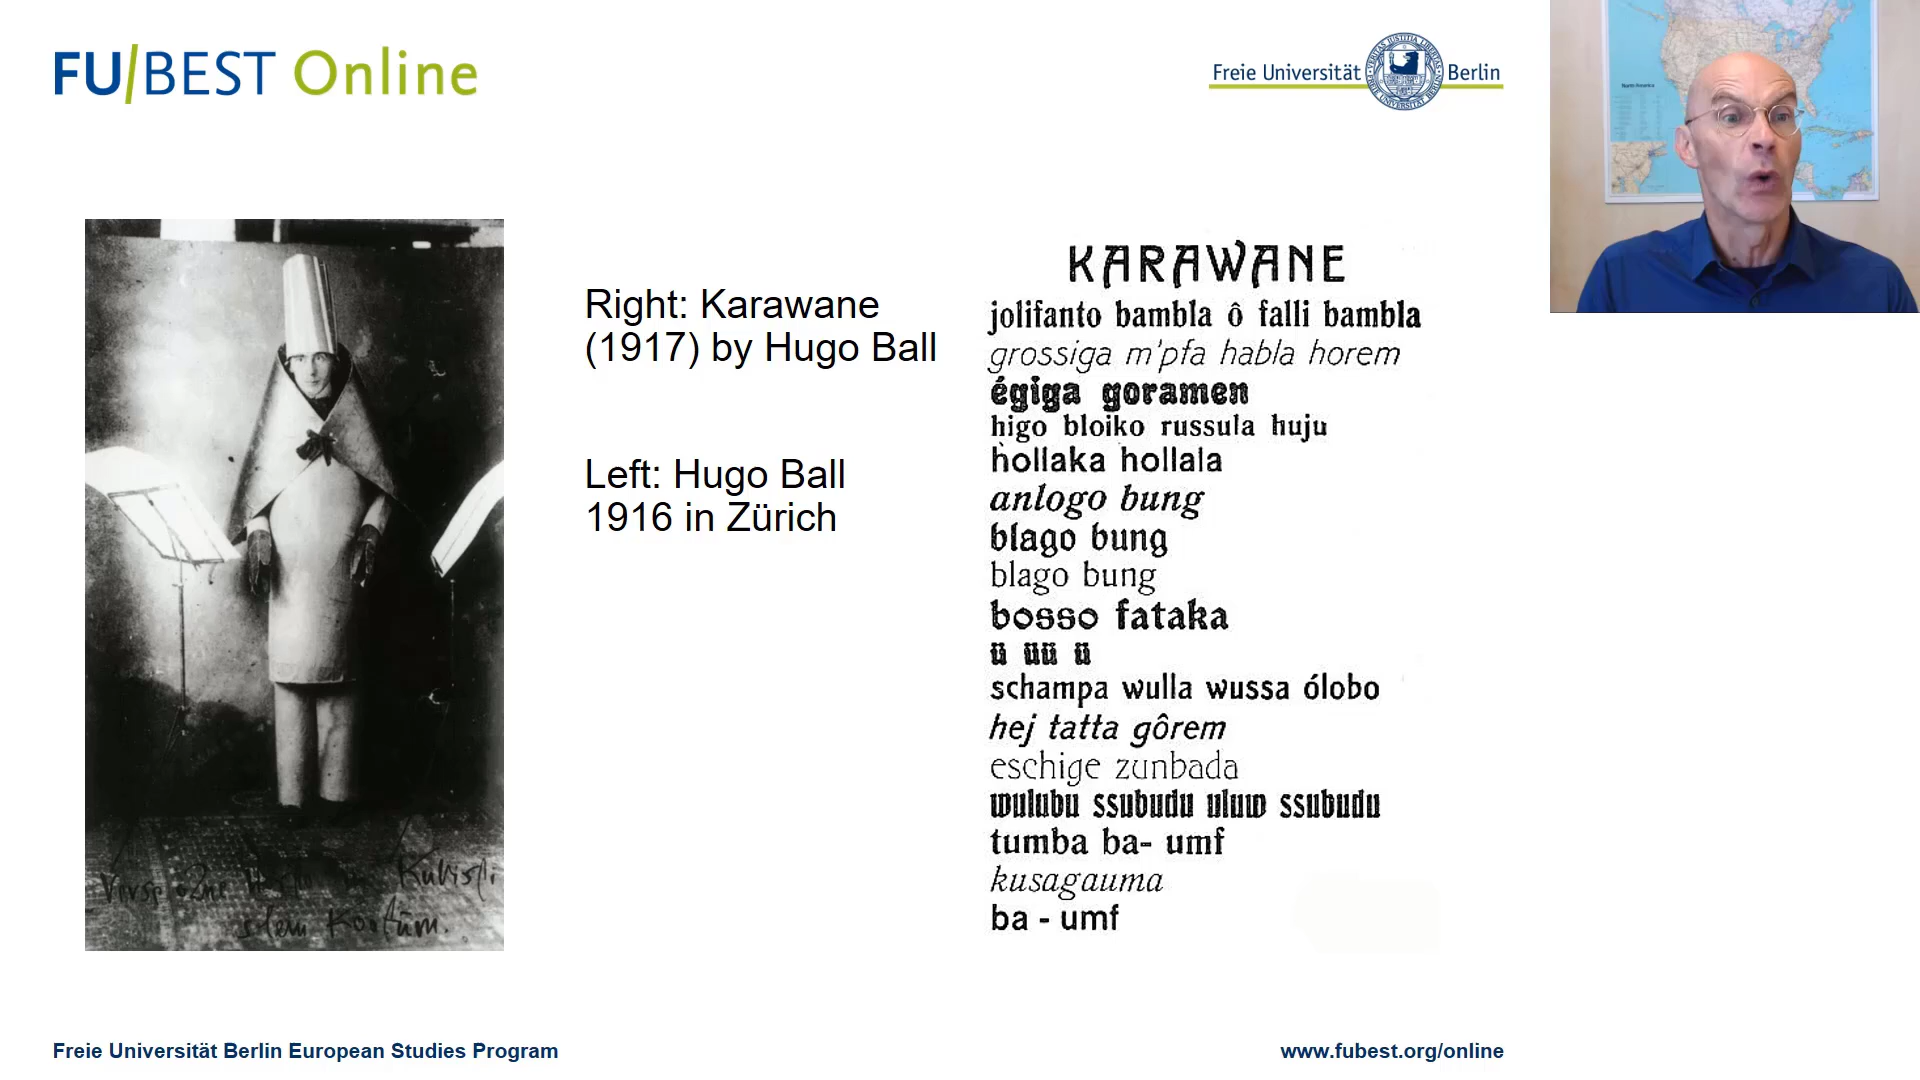 FU/BEST Online
Freie Universität Berlin
North America
Right: Karawane
(1917) by Hugo Ball
Left: Hugo Ball
1916 in Zürich
KARAWANE
jolifanto bambla ô falli bambla
grossiga m'pfa habla horem
égiga goramen
higo bloiko russula huju
hollaka hollala
anlogo bung
blago bung
blago bung
bosso fataka
ü üü ü
schampa wulla wussa ólobo
hej tatta gôrem
eschige zunbada
wulubu ssubudu uluw ssubudu
tumba ba- umf
kusagauma
ba - umf
Freie Universität Berlin European Studies Program
www.fubest.org/online